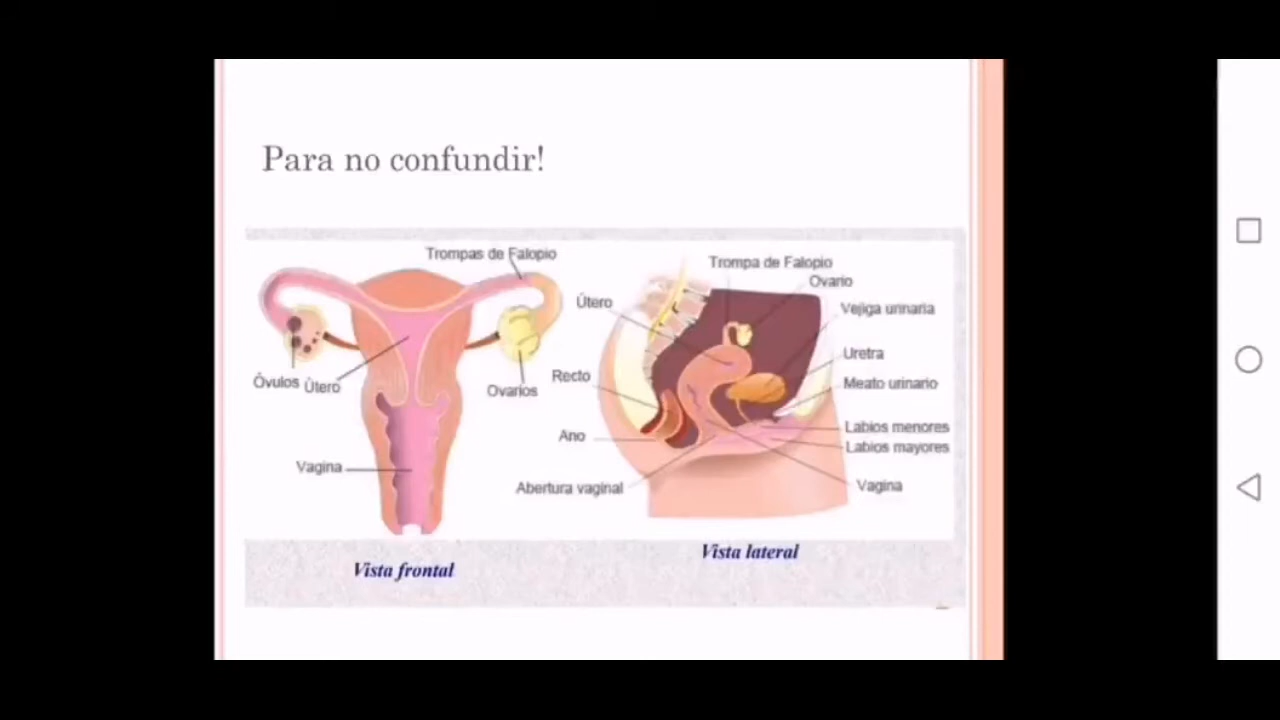 Para no confundir!
Trompas de Falopio
Óvulos
Útero
Ovarios
Vagina
Vista frontal
Trompa de Falopio
Ovario
Útero
Vejiga urinaria
Uretra
Recto
Meato urinario
Labios menores
Ano
Labios mayores
Abertura vaginal
Vagina
Vista lateral